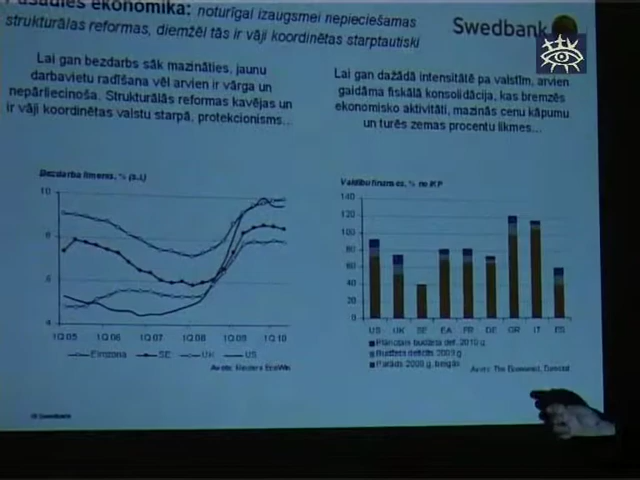 Pasaules ekonomika: noturīgai izaugsmei nepieciešamas
strukturālas reformas, diemžēl tās ir vāji koordinētas starptautiski
Swedbank
Lai gan bezdarbs sāk mazināties, jaunu
darbavietu radīšana vēl arvien ir vārga un
nepārliecinoša. Strukturālās reformas kavējas un
ir vāji koordinētas valstu starpā, protekcionisms...
Lai gan dažādā intensitātē pa valstīm, arvien
gaidāma fiskālā konsolidācija, kas bremzēs
ekonomisko aktivitāti, mazinās cenu kāpumu
un turēs zemas procentu likmes...
Bezdarba līmenis, % (s.i.)
Valdību finanses, % no IKP
10
8
6
4
1Q 05 1Q 06 1Q 07 1Q 08 1Q 09 1Q 10
Eirozona SE UK US
Avots: Reuters EcoWin
140
120
100
80
60
40
20
0
US UK SE EA FR DE GR IT ES
Plānotais budžeta def. 2010.g.
Budžeta deficīts 2009.g.
Parāds 2009.g. beigās
Avots: The Economist, Eurostat